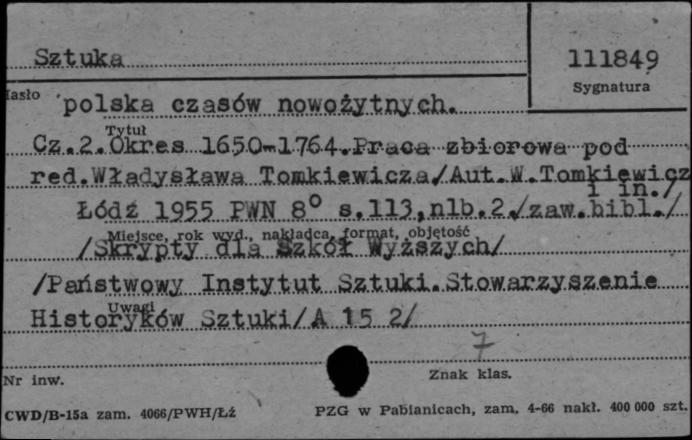 Sztuka
111849
Sygnatura
Hasło
polska czasów nowożytnych.
Tytuł
Cz.2.Okres 1650-1764.Praca zbiorowa pod
red.Władysława Tomkiewicza/Aut.W.Tomkiewicz
i in./
Łódź 1955 PWN 8° s.113,nlb.2./zaw.bibl./
Miejsce, rok wyd., nakładca, format, objętość
/Skrypty dla Szkół Wyższych/
/Państwowy Instytut Sztuki.Stowarzyszenie
Uwagi
Historyków Sztuki/A 15 2/
7
Nr inw.
Znak klas.
CWD/B-15a zam. 4066/PWH/Łż
PZG w Pabianicach, zam. 4-66 nakł. 400 000 szt.